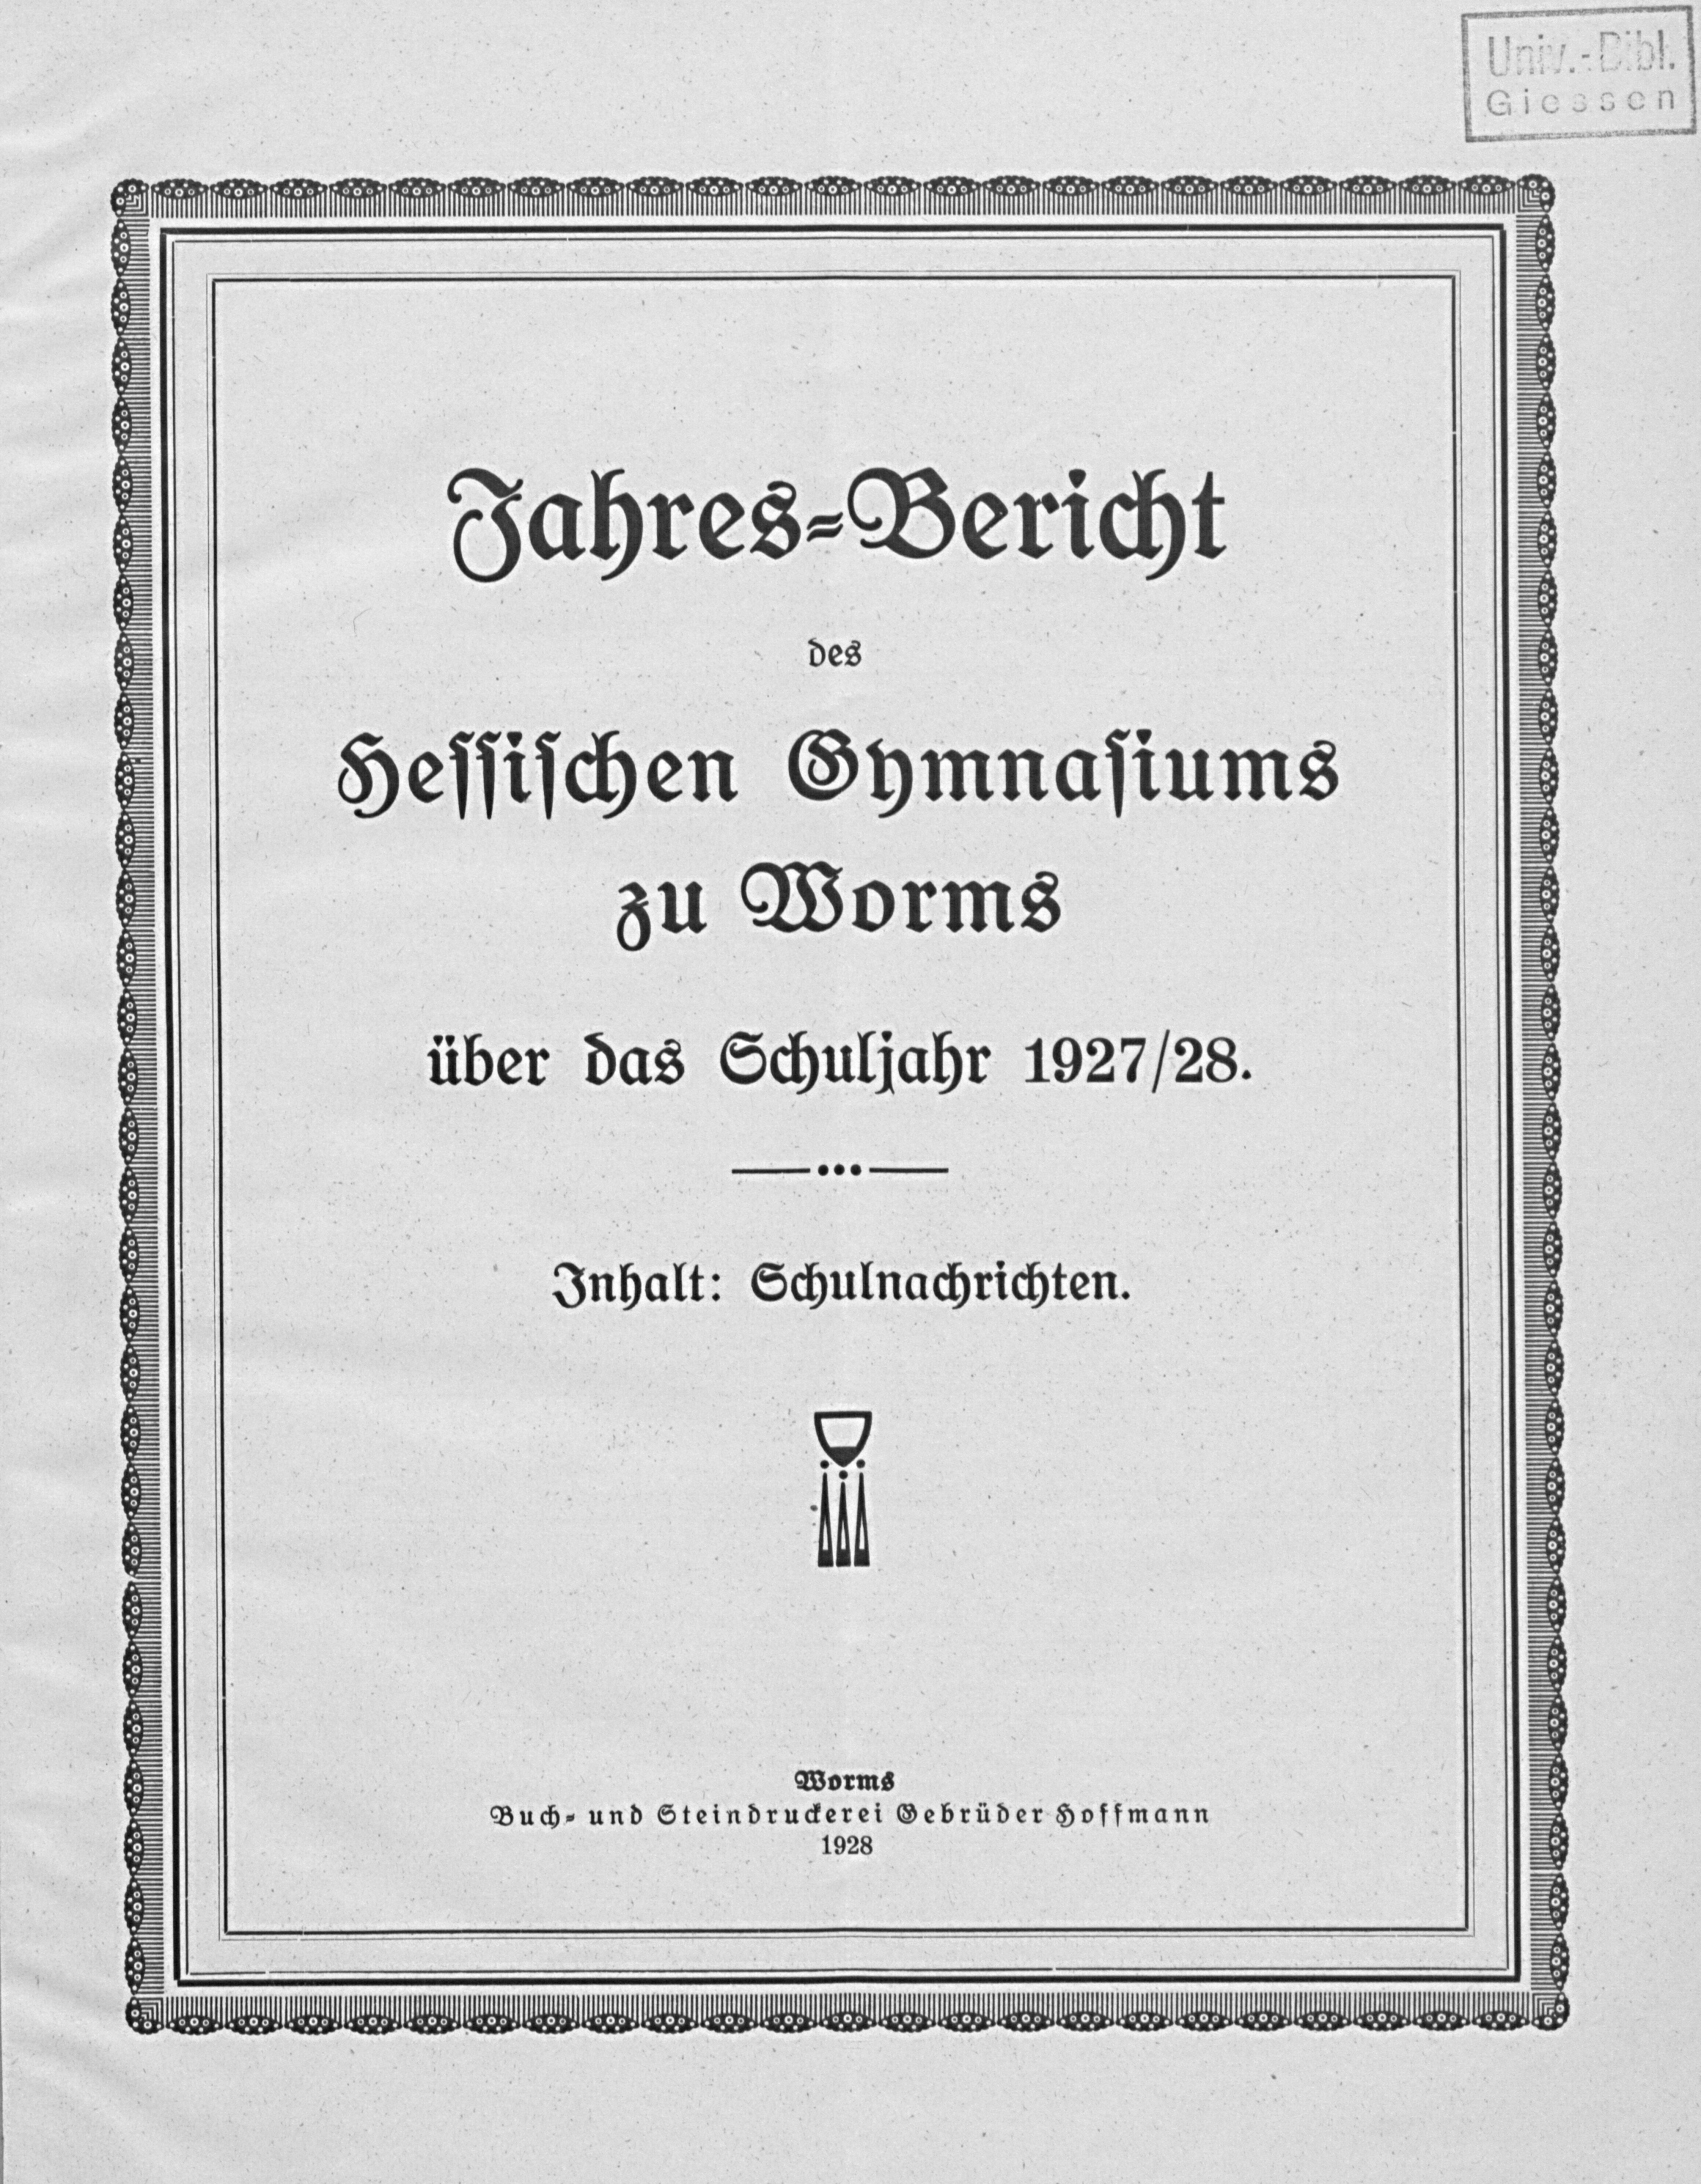 Univ.-Bibl.
Giessen
Jahres-Bericht
des
Hessischen Gymnasiums
zu Worms
über das Schuljahr 1927/28.
Inhalt: Schulnachrichten.
Worms
Buch- und Steindruckerei Gebrüder Hoffmann
1928